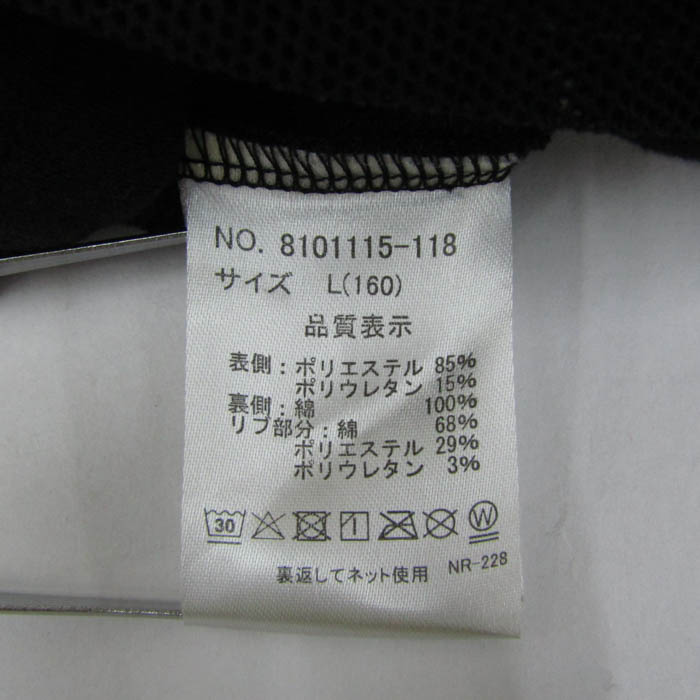 NO. 8101115-118
サイズ L(160)
品質表示
表側:ポリエステル 85%
ポリウレタン 15%
裏側:綿 100%
リブ部分:綿 68%
ポリエステル 29%
ポリウレタン 3%
30 W
裏返してネット使用 NR-228